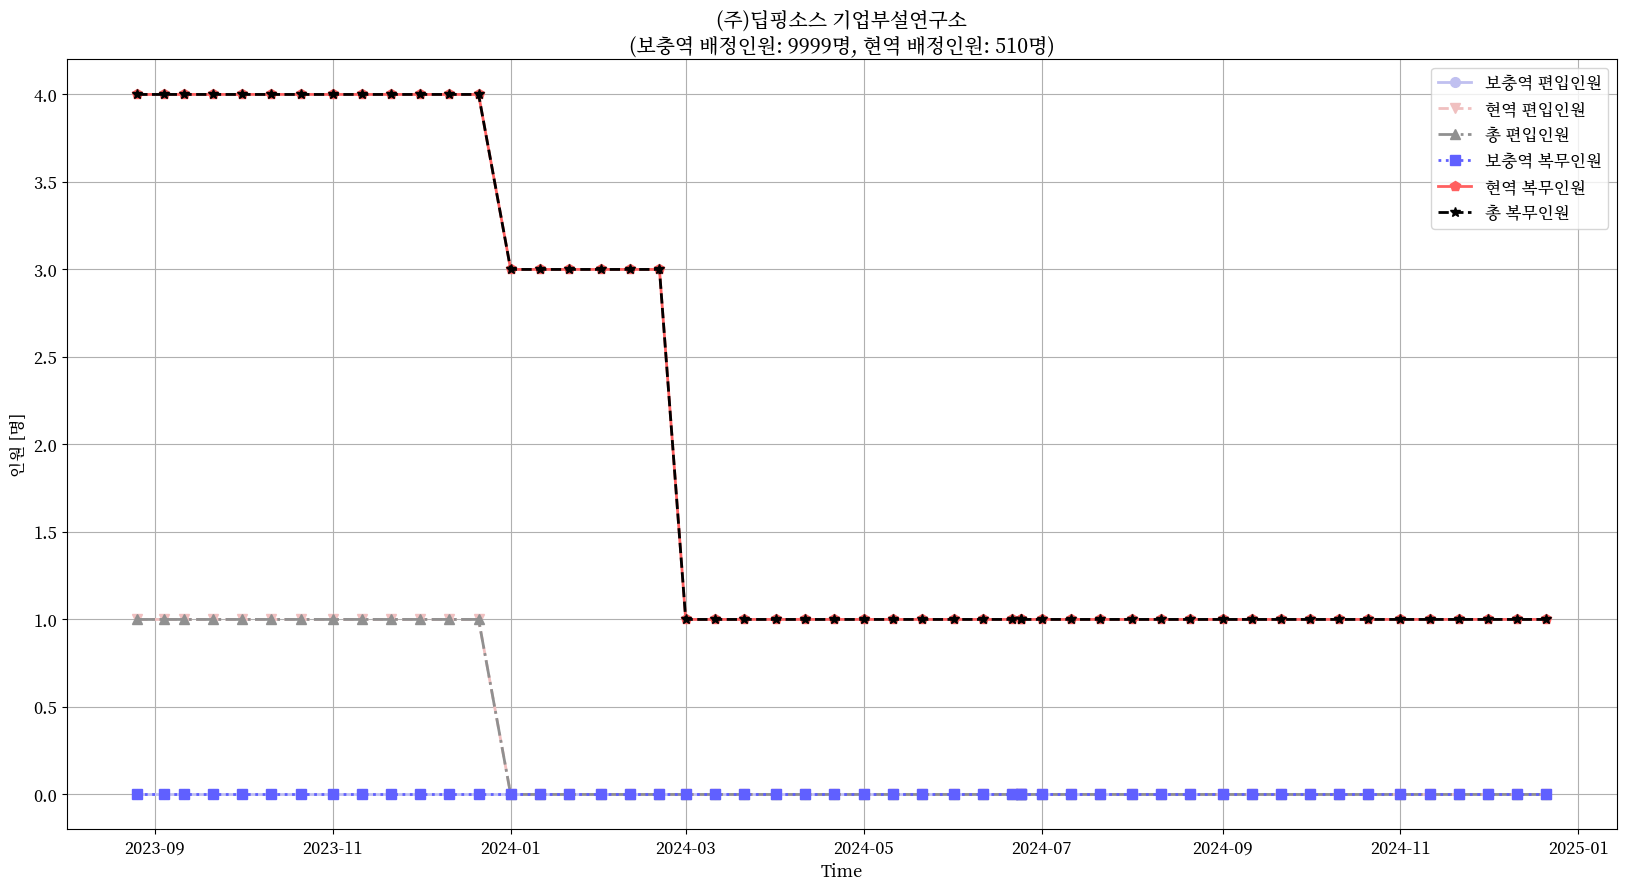 (주)딥핑소스 기업부설연구소
(보충역 배정인원: 9999명, 현역 배정인원: 510명)
보충역 편입인원
현역 편입인원
총 편입인원
보충역 복무인원
현역 복무인원
총 복무인원
인원 [명]
4.0
3.5
3.0
2.5
2.0
1.5
1.0
0.5
0.0
2023-09
2023-11
2024-01
2024-03
2024-05
2024-07
2024-09
2024-11
2025-01
Time